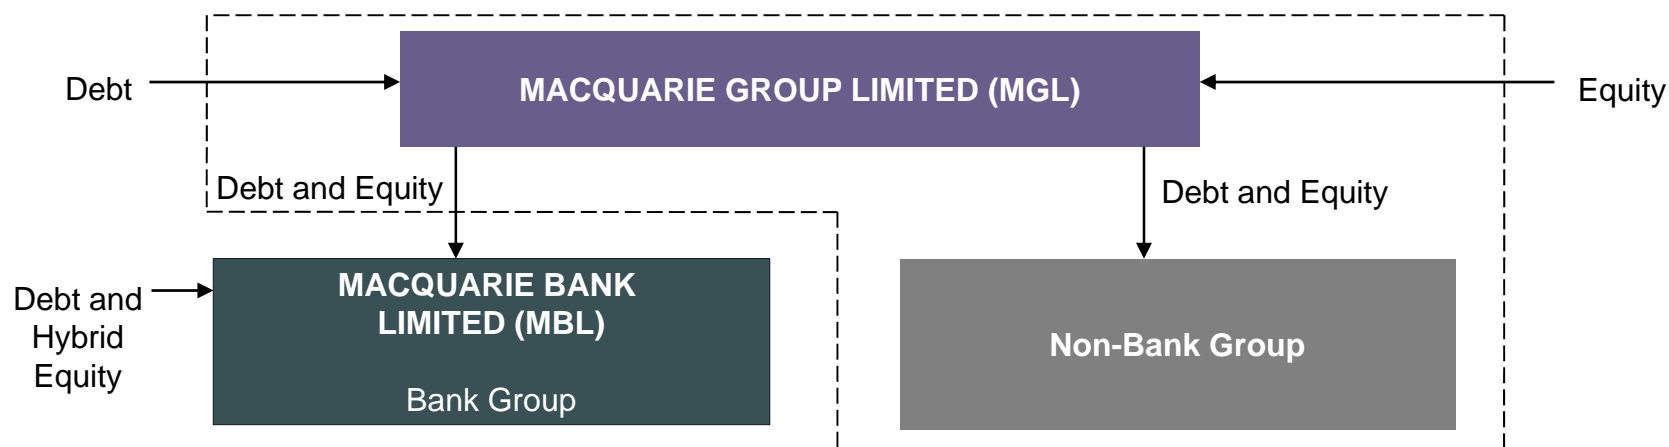 MACQUARIE GROUP LIMITED (MGL)
Debt
Equity
Debt and Equity
Debt and Equity
Debt and
Hybrid
Equity
MACQUARIE BANK
LIMITED (MBL)
Bank Group
Non-Bank Group